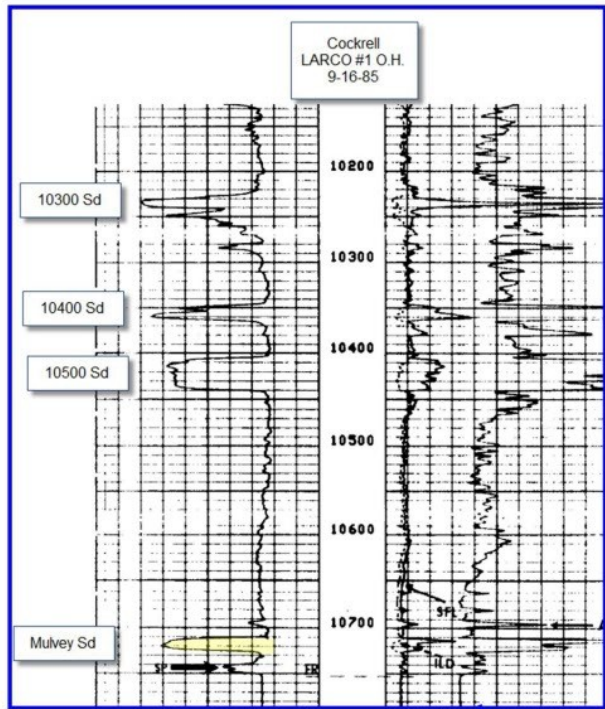 Cockrell
LARCO #1 O.H.
9-16-85
10200
10300 Sd
10300
10400 Sd
10400
10500 Sd
10500
10600
SFL
10700
Mulvey Sd
SP
FR
ILD